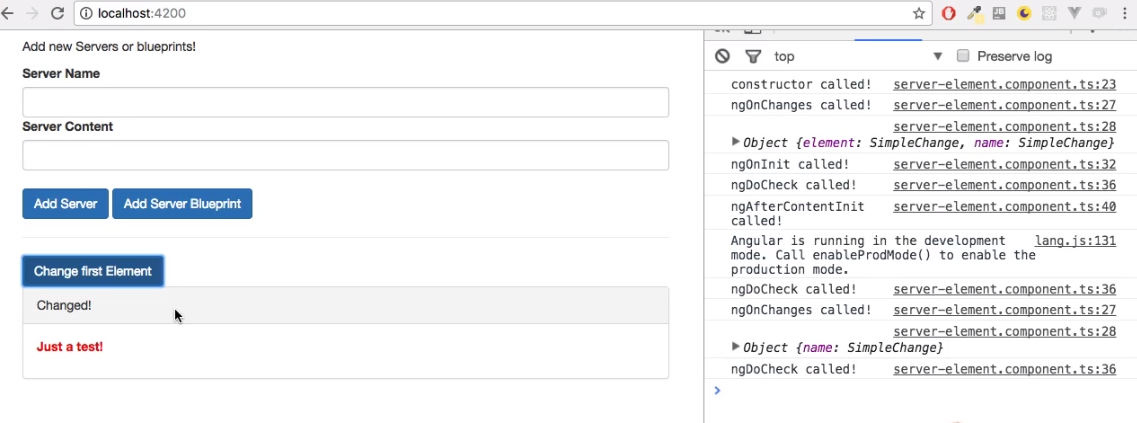 localhost:4200
Add new Servers or blueprints!
Server Name
Server Content
Add Server Add Server Blueprint
Change first Element
Changed!
Just a test!
top Preserve log
constructor called! server-element.component.ts:23
ngOnChanges called! server-element.component.ts:27
server-element.component.ts:28
Object {element: SimpleChange, name: SimpleChange}
ngOnInit called! server-element.component.ts:32
ngDoCheck called! server-element.component.ts:36
ngAfterContentInit server-element.component.ts:40
called!
Angular is running in the development lang.js:131
mode. Call enableProdMode() to enable the
production mode.
ngDoCheck called! server-element.component.ts:36
ngOnChanges called! server-element.component.ts:27
server-element.component.ts:28
Object {name: SimpleChange}
ngDoCheck called! server-element.component.ts:36